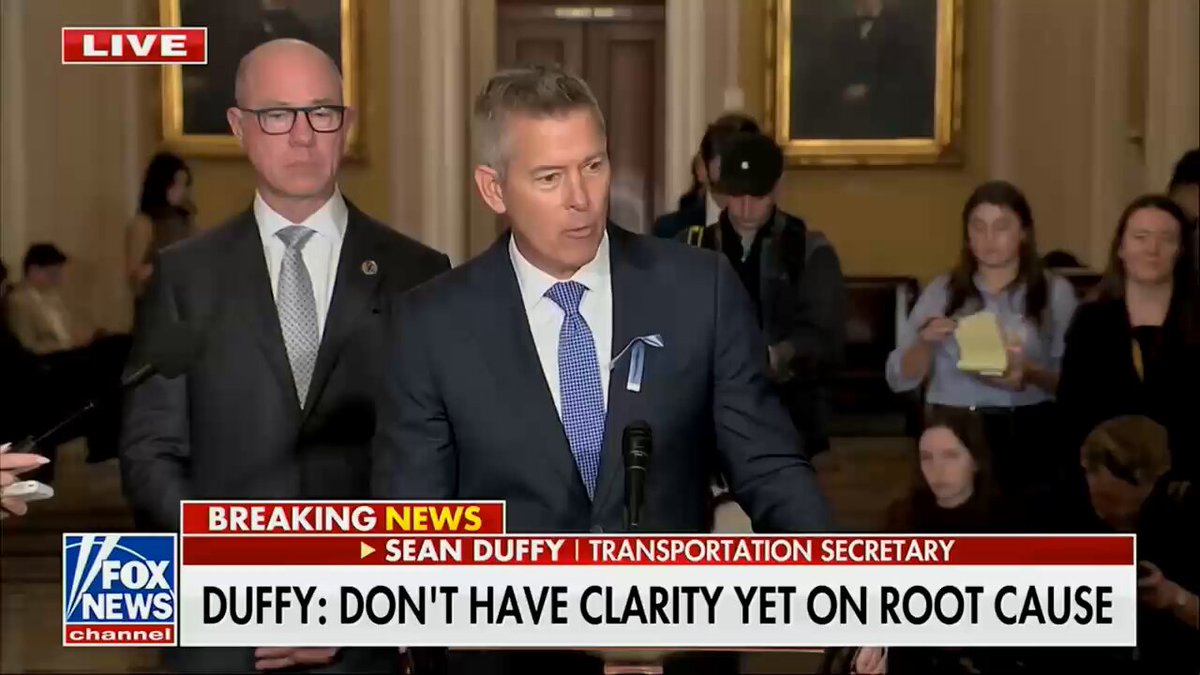 LIVE
BREAKING NEWS
SEAN DUFFY | TRANSPORTATION SECRETARY
FOX
NEWS
channel
DUFFY: DON'T HAVE CLARITY YET ON ROOT CAUSE